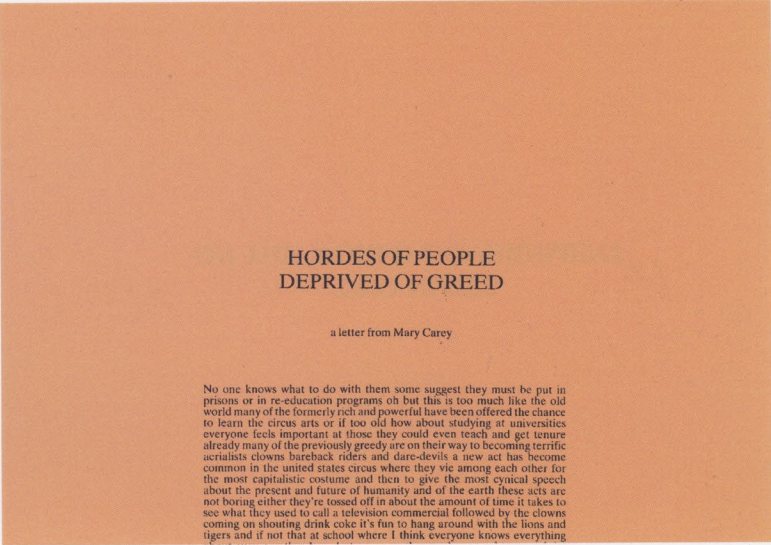 HORDES OF PEOPLE
DEPRIVED OF GREED
a letter from Mary Carey
No one knows what to do with them some suggest they must be put in
prisons or in re-education programs oh but this is too much like the old
world many of the formerly rich and powerful have been offered the chance
to learn the circus arts or if too old how about studying at universities
everyone feels important at those they could even teach and get tenure
already many of the previously greedy are on their way to becoming terrific
aerialists clowns bareback riders and dare-devils a new act has become
common in the united states circus where they vie among each other for
the most capitalistic costume and then to give the most cynical speech
about the present and future of humanity and of the earth these acts are
not boring either they're tossed off in about the amount of time it takes to
see what they used to call a television commercial followed by the clowns
coming on shouting drink coke it's fun to hang around with the lions and
tigers and if not that at school where I think everyone knows everything